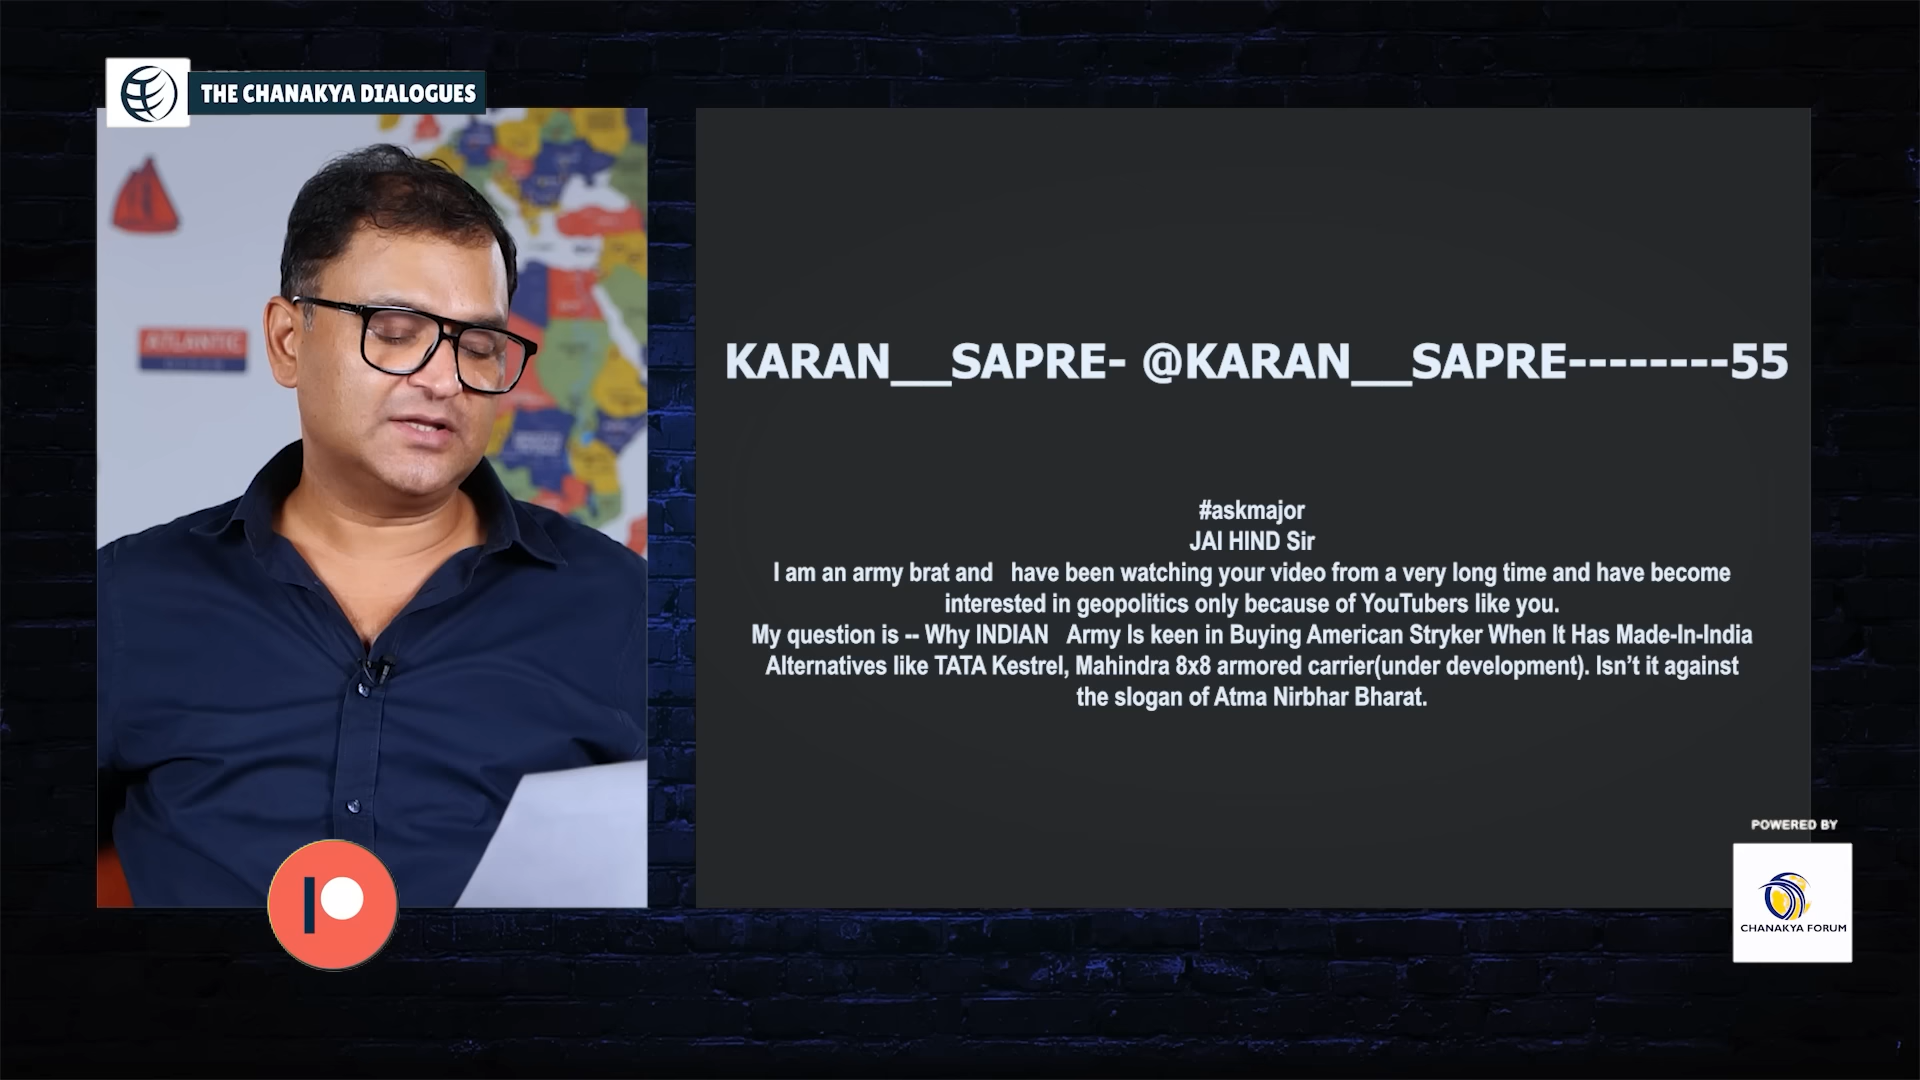 THE CHANAKYA DIALOGUES
ATLANTIC
KARAN__SAPRE- @KARAN__SAPRE--------55
#askmajor
JAI HIND Sir
I am an army brat and   have been watching your video from a very long time and have become
interested in geopolitics only because of YouTubers like you.
My question is -- Why INDIAN   Army Is keen in Buying American Stryker When It Has Made-In-India
Alternatives like TATA Kestrel, Mahindra 8x8 armored carrier(under development). Isn’t it against
the slogan of Atma Nirbhar Bharat.
POWERED BY
CHANAKYA FORUM